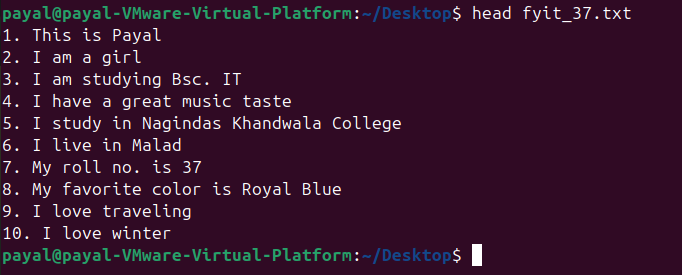 payal@payal-VMware-Virtual-Platform:~/Desktop$ head fyit_37.txt
1. This is Payal
2. I am a girl
3. I am studying Bsc. IT
4. I have a great music taste
5. I study in Nagindas Khandwala College
6. I live in Malad
7. My roll no. is 37
8. My favorite color is Royal Blue
9. I love traveling
10. I love winter
payal@payal-VMware-Virtual-Platform:~/Desktop$